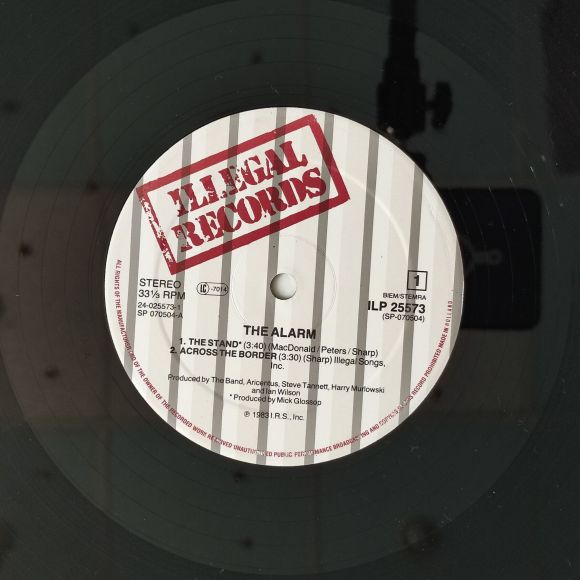 ILLEGAL
RECORDS
STEREO
33⅓ RPM
LC -7014
1
BIEM/STEMRA
24-025573-1
SP 070504-A
ILP 25573
(SP-070504)
THE ALARM
1. THE STAND* (3:40) (MacDonald/Peters/Sharp)
2. ACROSS THE BORDER (3:30) (Sharp) Illegal Songs,
Inc.
Produced by The Band, Aricentus, Steve Tannett, Harry Murlowski
and Ian Wilson
* Produced by Mick Glossop
℗ 1983 I.R.S., Inc.
ALL RIGHTS OF THE MANUFACTURER AND OF THE OWNER OF THE RECORDED WORK RESERVED UNAUTHORISED PUBLIC PERFORMANCE BROADCASTING AND COPYING OF THIS RECORD PROHIBITED MADE IN HOLLAND